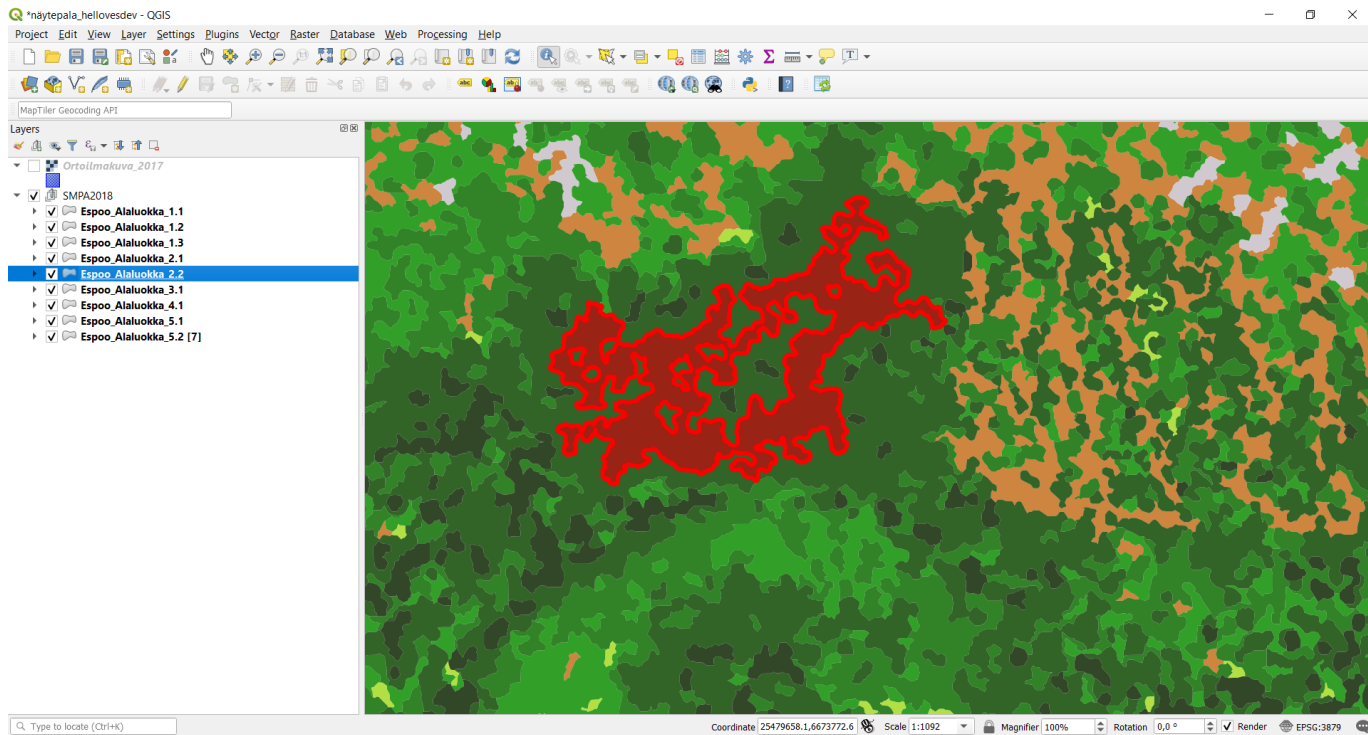 *näytepala_hellovesdev - QGIS
Project Edit View Layer Settings Plugins Vector Raster Database Web Processing Help
MapTiler Geocoding API
Layers
Ortoilmakuva_2017
SMPA2018
Espoo_Alaluokka_1.1
Espoo_Alaluokka_1.2
Espoo_Alaluokka_1.3
Espoo_Alaluokka_2.1
Espoo_Alaluokka_2.2
Espoo_Alaluokka_3.1
Espoo_Alaluokka_4.1
Espoo_Alaluokka_5.1
Espoo_Alaluokka_5.2 [7]
Type to locate (Ctrl+K) Coordinate 25479658.1,6673772.6 Scale 1:1092 Magnifier 100% Rotation 0,0 ° Render EPSG:3879